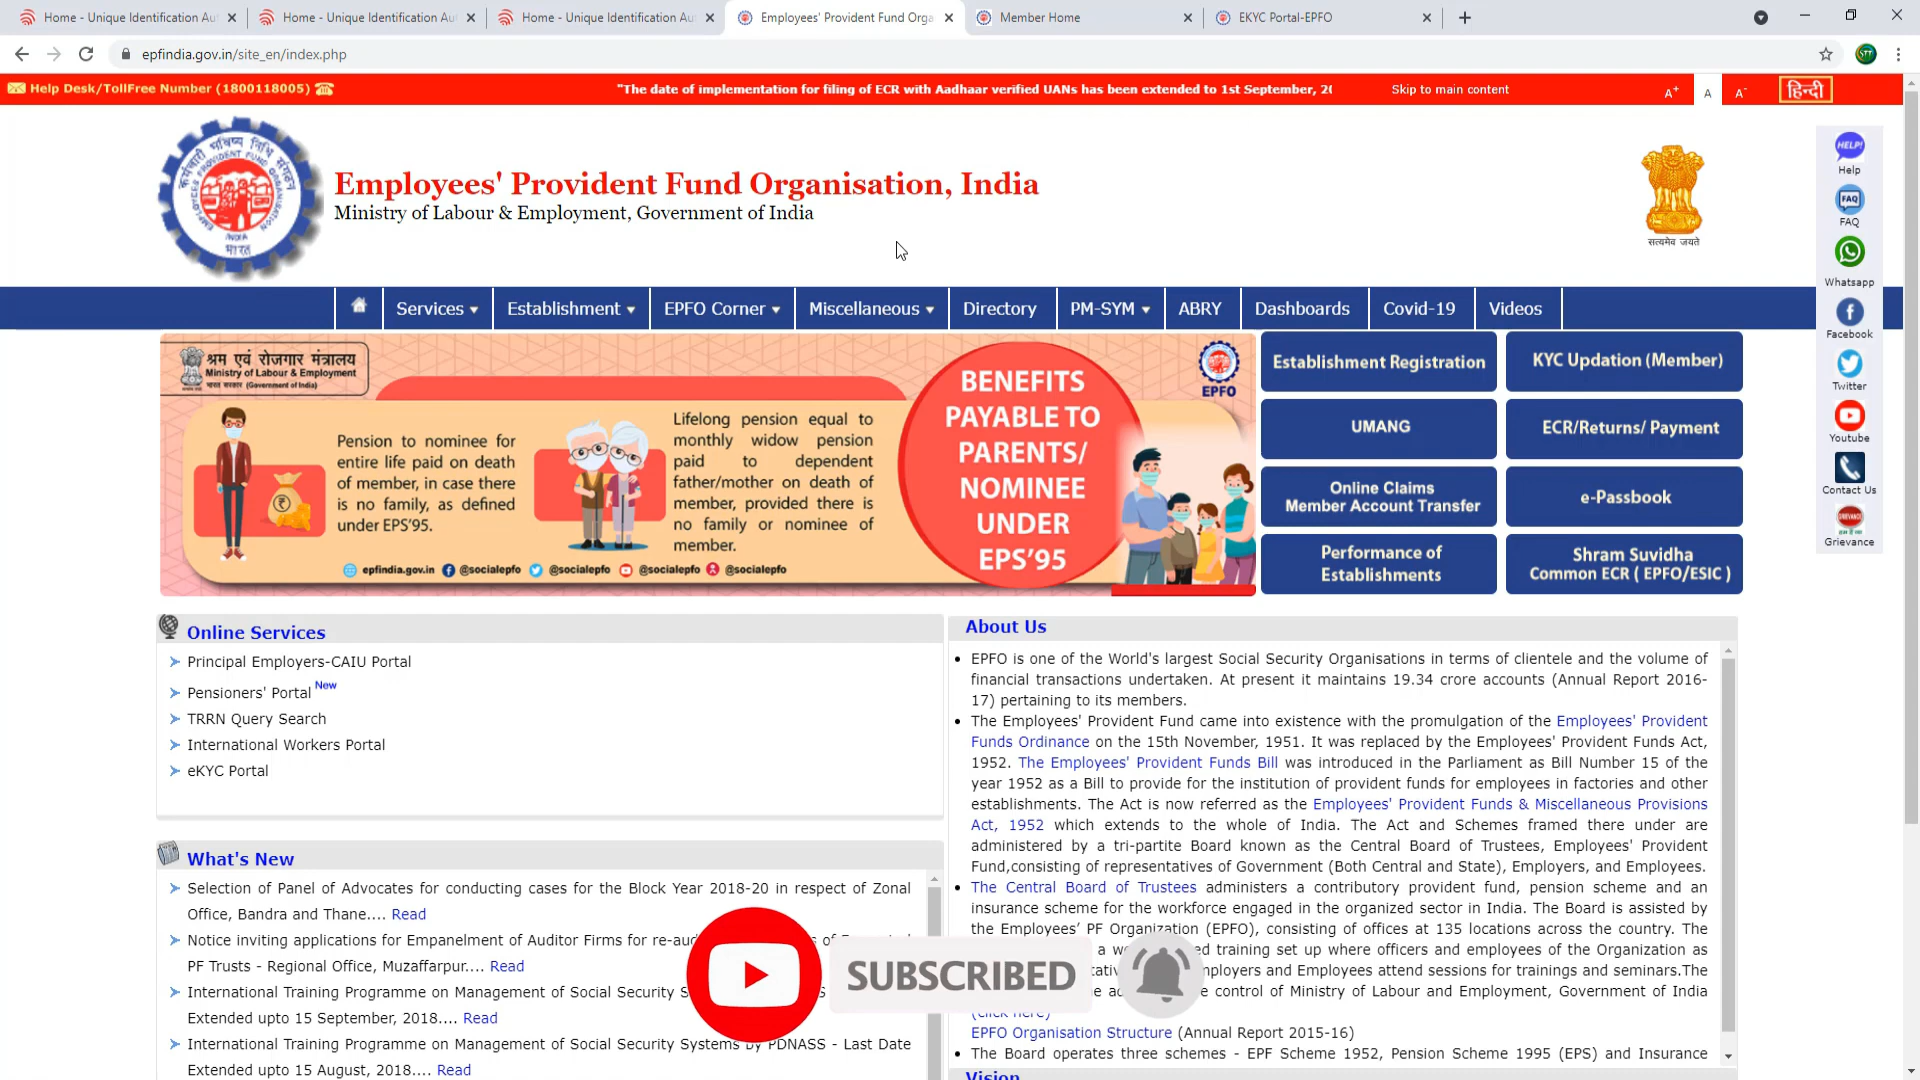 Home - Unique Identification Au
Home - Unique Identification Au
Home - Unique Identification Au
Employees' Provident Fund Orga
Member Home
EKYC Portal-EPFO
epfindia.gov.in/site_en/index.php
Help Desk/TollFree Number (1800118005)
"The date of implementation for filing of ECR with Aadhaar verified UANs has been extended to 1st September, 20
Skip to main content
A+
A
A-
हिन्दी
कर्मचारी भविष्य निधि संगठन
EMPLOYEES PROVIDENT FUND ORGANISATION
INDIA
भारत
Employees' Provident Fund Organisation, India
Ministry of Labour & Employment, Government of India
सत्यमेव जयते
HELP!
Help
FAQ
FAQ
Whatsapp
Facebook
Twitter
Youtube
Contact Us
GRIEVANCE
Grievance
Services
Establishment
EPFO Corner
Miscellaneous
Directory
PM-SYM
ABRY
Dashboards
Covid-19
Videos
श्रम एवं रोजगार मंत्रालय
Ministry of Labour & Employment
भारत सरकार (Government of India)
Pension to nominee for
entire life paid on death
of member, in case there
is no family, as defined
under EPS'95.
Lifelong pension equal to
monthly widow pension
paid to dependent
father/mother on death of
member, provided there is
no family or nominee of
member.
BENEFITS
PAYABLE TO
PARENTS/
NOMINEE
UNDER
EPS'95
EPFO
epfindia.gov.in @socialepfo @socialepfo @socialepfo @socialepfo
Establishment Registration
KYC Updation (Member)
UMANG
ECR/Returns/ Payment
Online Claims
Member Account Transfer
e-Passbook
Performance of
Establishments
Shram Suvidha
Common ECR ( EPFO/ESIC )
Online Services
Principal Employers-CAIU Portal
Pensioners' Portal New
TRRN Query Search
International Workers Portal
eKYC Portal
What's New
Selection of Panel of Advocates for conducting cases for the Block Year 2018-20 in respect of Zonal
Office, Bandra and Thane.... Read
Notice inviting applications for Empanelment of Auditor Firms for re-au of
PF Trusts - Regional Office, Muzaffarpur.... Read
International Training Programme on Management of Social Security S S
Extended upto 15 September, 2018.... Read
International Training Programme on Management of Social Security Systems by PDNASS - Last Date
Extended upto 15 August, 2018.... Read
About Us
EPFO is one of the World's largest Social Security Organisations in terms of clientele and the volume of
financial transactions undertaken. At present it maintains 19.34 crore accounts (Annual Report 2016-
17) pertaining to its members.
The Employees' Provident Fund came into existence with the promulgation of the Employees' Provident
Funds Ordinance on the 15th November, 1951. It was replaced by the Employees' Provident Funds Act,
1952. The Employees' Provident Funds Bill was introduced in the Parliament as Bill Number 15 of the
year 1952 as a Bill to provide for the institution of provident funds for employees in factories and other
establishments. The Act is now referred as the Employees' Provident Funds & Miscellaneous Provisions
Act, 1952 which extends to the whole of India. The Act and Schemes framed there under are
administered by a tri-partite Board known as the Central Board of Trustees, Employees' Provident
Fund,consisting of representatives of Government (Both Central and State), Employers, and Employees.
The Central Board of Trustees administers a contributory provident fund, pension scheme and an
insurance scheme for the workforce engaged in the organized sector in India. The Board is assisted by
the Employees' PF Organization (EPFO), consisting of offices at 135 locations across the country. The
a w ed training set up where officers and employees of the Organization as
mployers and Employees attend sessions for trainings and seminars.The
control of Ministry of Labour and Employment, Government of India
(click here)
EPFO Organisation Structure (Annual Report 2015-16)
The Board operates three schemes - EPF Scheme 1952, Pension Scheme 1995 (EPS) and Insurance
Vision
SUBSCRIBED